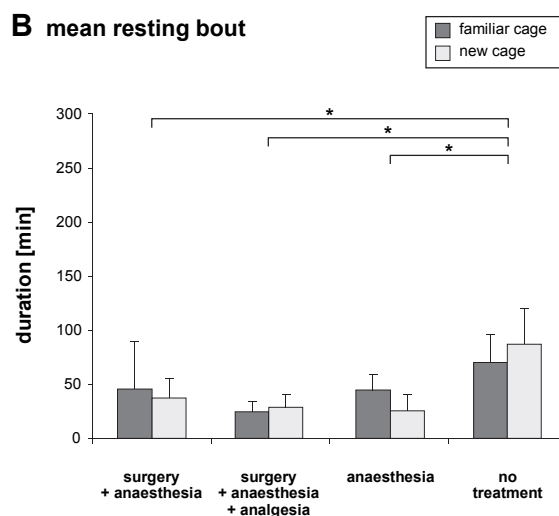 B mean resting bout
familiar cage
new cage
duration [min]
300
250
200
150
100
50
0
*
*
*
surgery
+ anaesthesia
surgery
+ anaesthesia
+ analgesia
anaesthesia
no
treatment